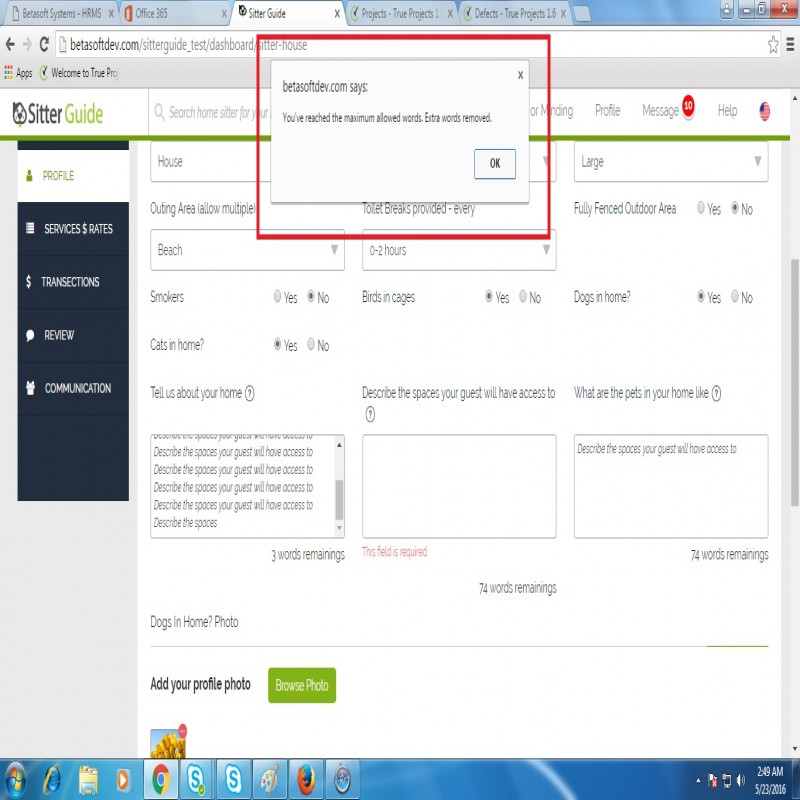 Betasoft Systems - HRMS
Office 365
Sitter Guide
Projects - True Projects 1.
Defects - True Projects 1.6
betasoftdev.com/sitterguide_test/dashboard/sitter-house
Apps
Welcome to True Pro
Sitter Guide
Search home sitter for your
or Minding
Profile
Message
10
Help
betasoftdev.com says:
You've reached the maximum allowed words. Extra words removed.
OK
PROFILE
SERVICES $ RATES
TRANSECTIONS
REVIEW
COMMUNICATION
House
Large
Outing Area (allow multiple)
Toilet Breaks provided - every
Fully Fenced Outdoor Area
Yes
No
Beach
0-2 hours
Smokers
Yes
No
Birds in cages
Yes
No
Dogs in home?
Yes
No
Cats in home?
Yes
No
Tell us about your home ?
Describe the spaces your guest will have access to
?
What are the pets in your home like ?
Describe the spaces your guest will have access to
Describe the spaces your guest will have access to
Describe the spaces your guest will have access to
Describe the spaces your guest will have access to
Describe the spaces your guest will have access to
Describe the spaces
Describe the spaces your guest will have access to
3 words remainings
This field is required
74 words remainings
74 words remainings
Dogs In Home? Photo
Add your profile photo
Browse Photo
2:49 AM
5/23/2016